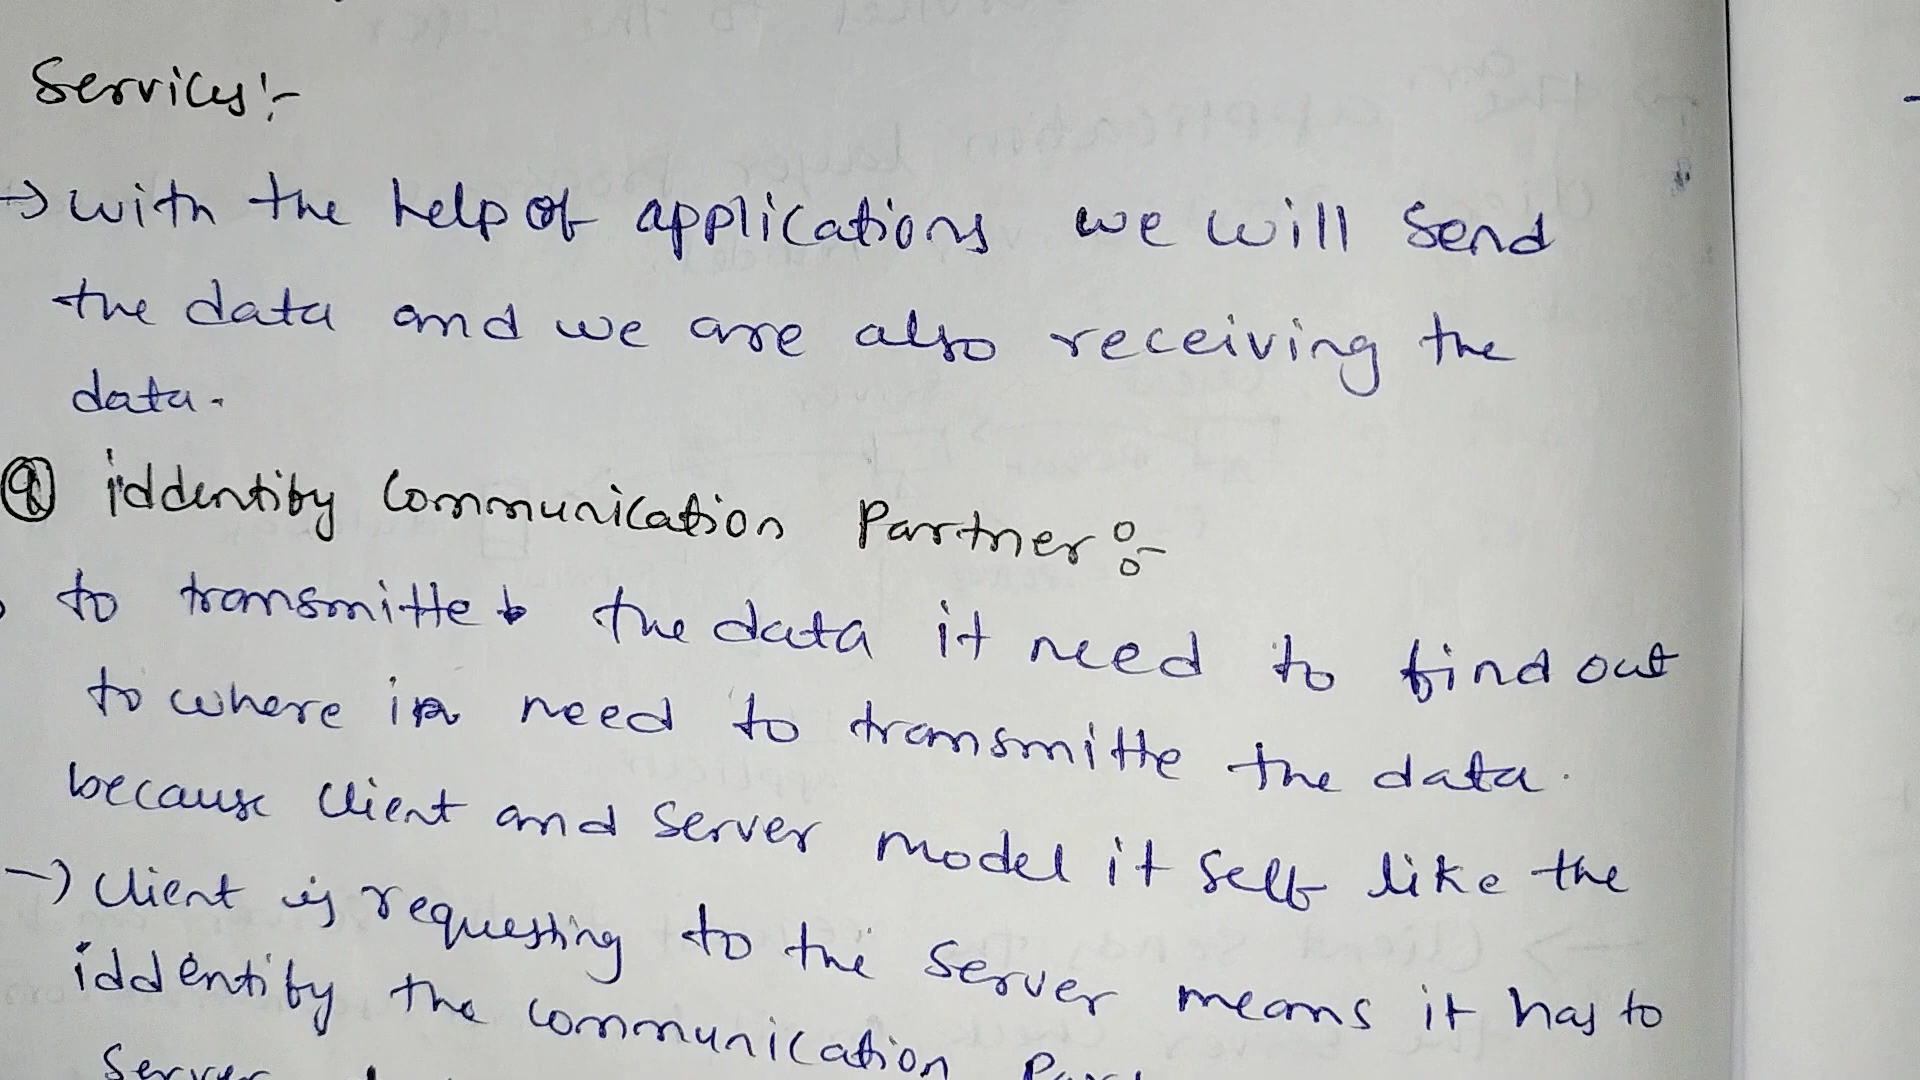 Services:-
→ with the help of applications we will send
the data and we are also receiving the
data.
① iddentify Communication Partner:-
to transmitte the data it need to find out
to where it need to transmitte the data.
because client and server model it self like the
→ client is requesting to the server means it has to
iddentify the communication
Server